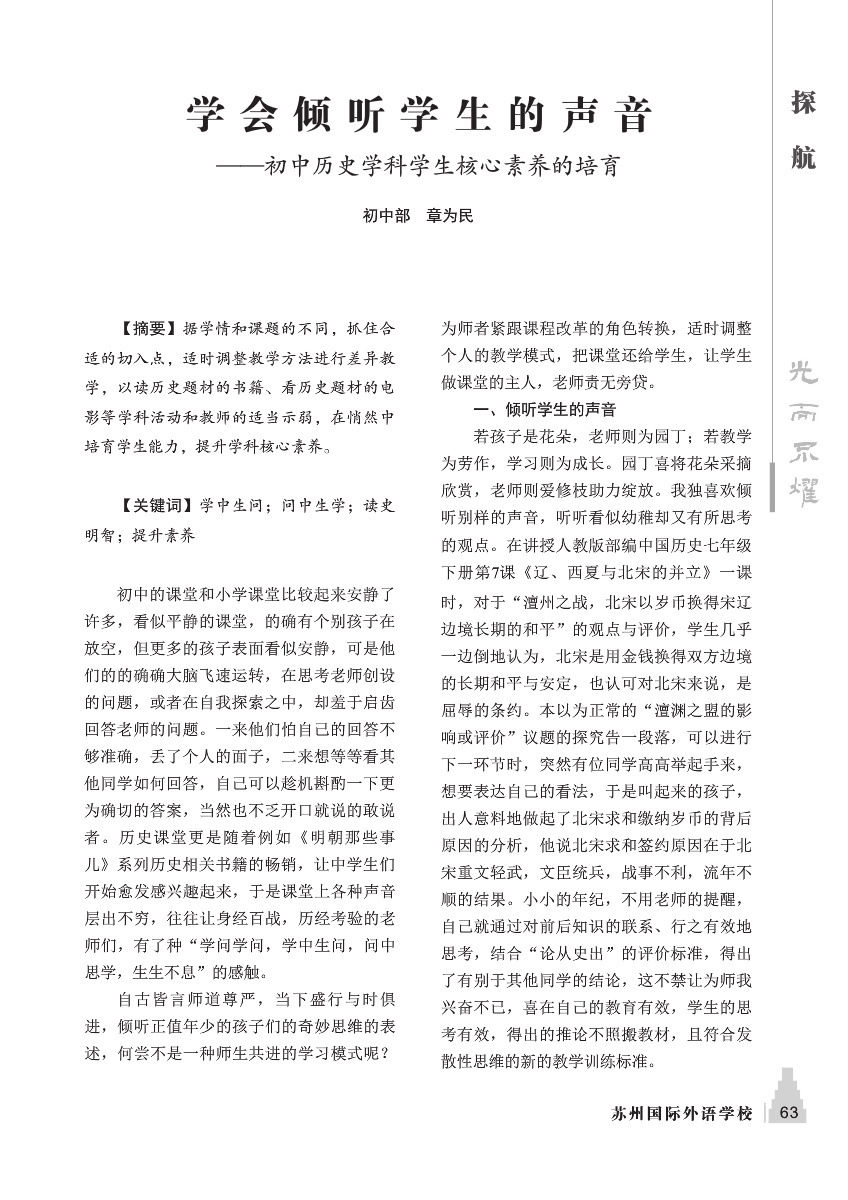 学会倾听学生的声音
——初中历史学科学生核心素养的培育
初中部 章为民
【摘要】据学情和课题的不同，抓住合
适的切入点，适时调整教学方法进行差异教
学，以读历史题材的书籍、看历史题材的电
影等学科活动和教师的适当示弱，在悄然中
培育学生能力，提升学科核心素养。
【关键词】学中生问；问中生学；读史
明智；提升素养
初中的课堂和小学课堂比较起来安静了
许多，看似平静的课堂，的确有个别孩子在
放空，但更多的孩子表面看似安静，可是他
们的的确确大脑飞速运转，在思考老师创设
的问题，或者在自我探索之中，却羞于启齿
回答老师的问题。一来他们怕自己的回答不
够准确，丢了个人的面子，二来想等等看其
他同学如何回答，自己可以趁机斟酌一下更
为确切的答案，当然也不乏开口就说的敢说
者。历史课堂更是随着例如《明朝那些事
儿》系列历史相关书籍的畅销，让中学生们
开始愈发感兴趣起来，于是课堂上各种声音
层出不穷，往往让身经百战，历经考验的老
师们，有了种“学问学问，学中生问，问中
思学，生生不息”的感触。
自古皆言师道尊严，当下盛行与时俱
进，倾听正值年少的孩子们的奇妙思维的表
述，何尝不是一种师生共进的学习模式呢？
为师者紧跟课程改革的角色转换，适时调整
个人的教学模式，把课堂还给学生，让学生
做课堂的主人，老师责无旁贷。
一、倾听学生的声音
若孩子是花朵，老师则为园丁；若教学
为劳作，学习则为成长。园丁喜将花朵采摘
欣赏，老师则爱修枝助力绽放。我独喜欢倾
听别样的声音，听听看似幼稚却又有所思考
的观点。在讲授人教版部编中国历史七年级
下册第7课《辽、西夏与北宋的并立》一课
时，对于“澶州之战，北宋以岁币换得宋辽
边境长期的和平”的观点与评价，学生几乎
一边倒地认为，北宋是用金钱换得双方边境
的长期和平与安定，也认可对北宋来说，是
屈辱的条约。本以为正常的“澶渊之盟的影
响或评价”议题的探究告一段落，可以进行
下一环节时，突然有位同学高高举起手来，
想要表达自己的看法，于是叫起来的孩子，
出人意料地做起了北宋求和缴纳岁币的背后
原因的分析，他说北宋求和签约原因在于北
宋重文轻武，文臣统兵，战事不利，流年不
顺的结果。小小的年纪，不用老师的提醒，
自己就通过对前后知识的联系、行之有效地
思考，结合“论从史出”的评价标准，得出
了有别于其他同学的结论，这不禁让为师我
兴奋不已，喜在自己的教育有效，学生的思
考有效，得出的推论不照搬教材，且符合发
散性思维的新的教学训练标准。
探航
光而不耀
苏州国际外语学校 63